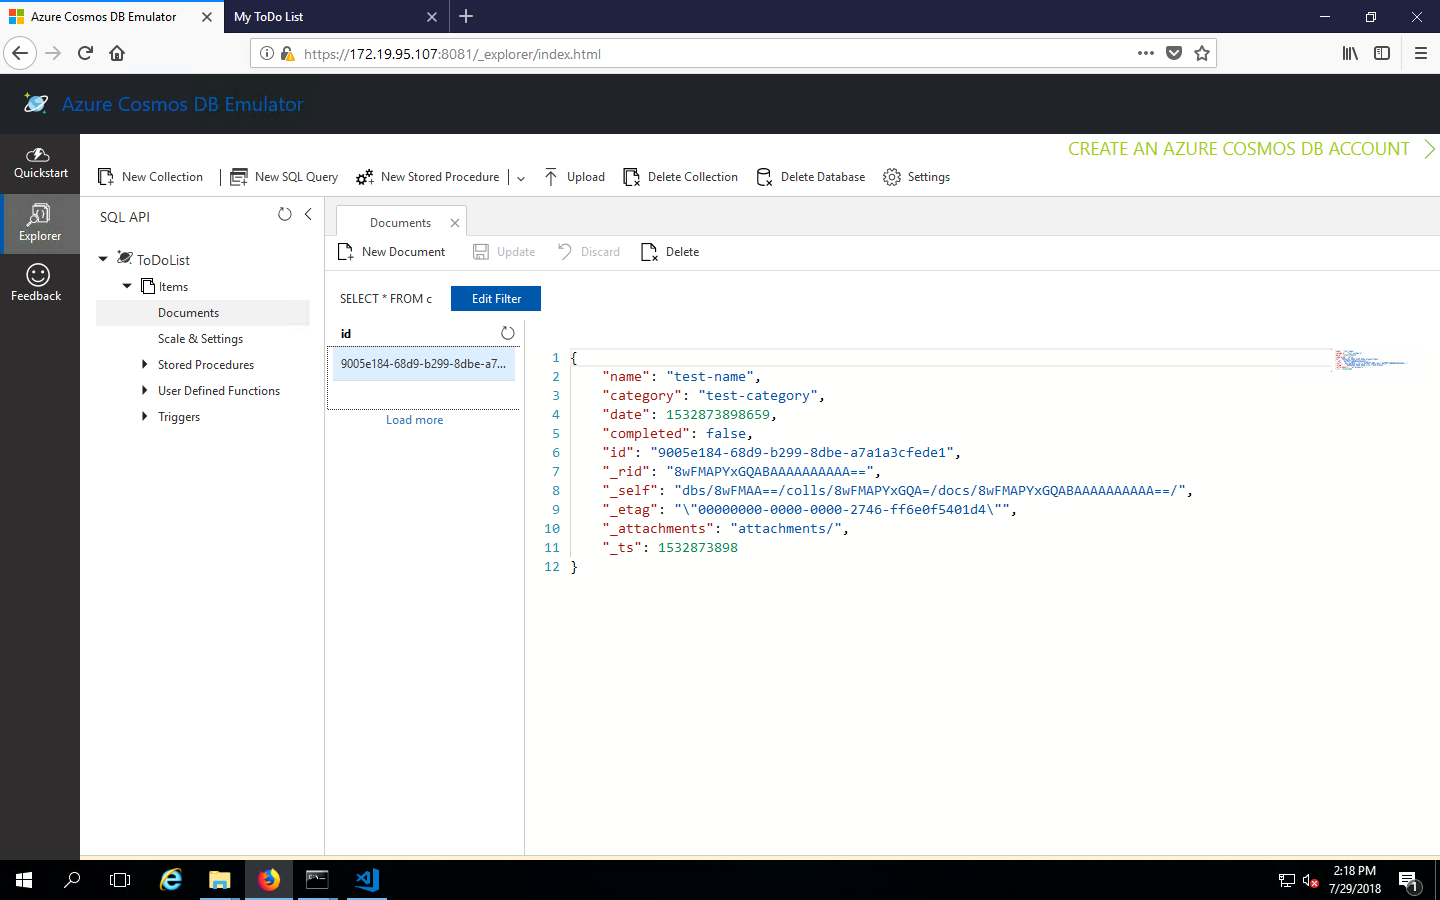 Azure Cosmos DB Emulator
My ToDo List
https://172.19.95.107:8081/_explorer/index.html
Azure Cosmos DB Emulator
CREATE AN AZURE COSMOS DB ACCOUNT
Quickstart
New Collection
New SQL Query
New Stored Procedure
Upload
Delete Collection
Delete Database
Settings
Explorer
Feedback
SQL API
ToDoList
Items
Documents
Scale & Settings
Stored Procedures
User Defined Functions
Triggers
Documents
New Document
Update
Discard
Delete
SELECT * FROM c
Edit Filter
id
9005e184-68d9-b299-8dbe-a7...
Load more
1 {
2 "name": "test-name",
3 "category": "test-category",
4 "date": 1532873898659,
5 "completed": false,
6 "id": "9005e184-68d9-b299-8dbe-a7a1a3cfede1",
7 "_rid": "8wFMAPYxGQABAAAAAAAAAA==",
8 "_self": "dbs/8wFMAA==/colls/8wFMAPYxGQA=/docs/8wFMAPYxGQABAAAAAAAAAA==/",
9 "_etag": "\"00000000-0000-0000-2746-ff6e0f5401d4\"",
10 "_attachments": "attachments/",
11 "_ts": 1532873898
12 }
2:18 PM
7/29/2018
1